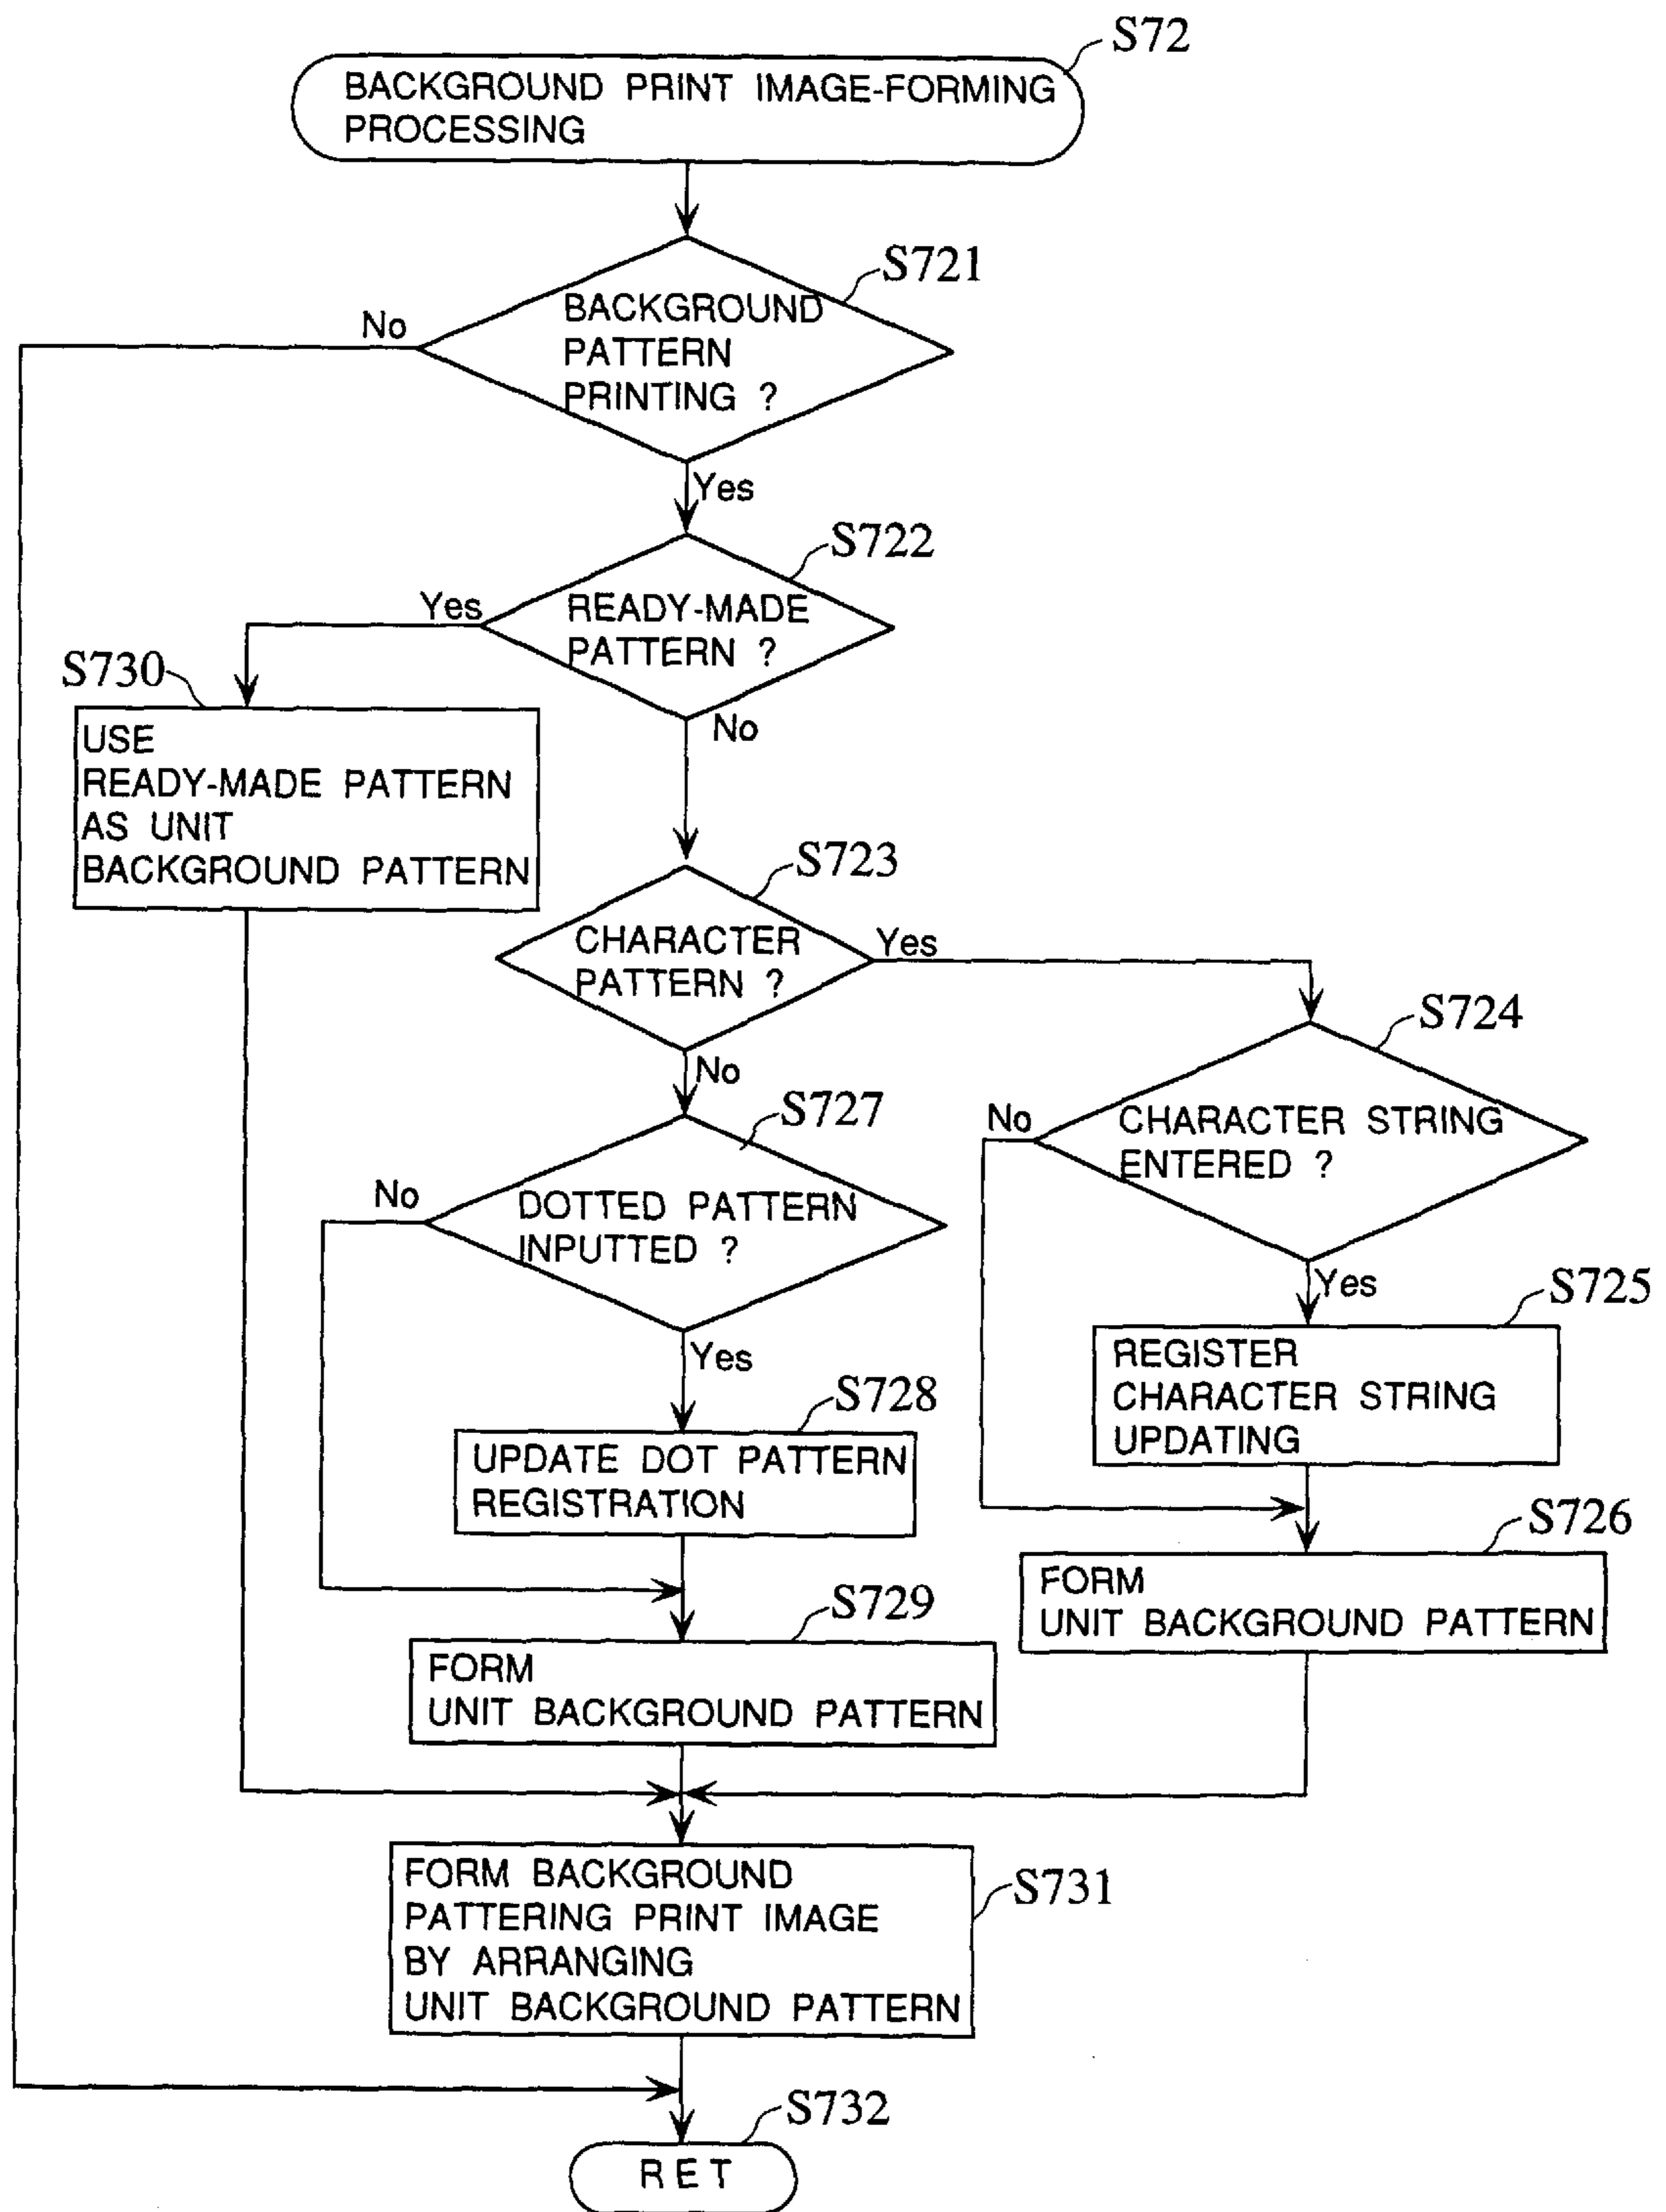 S72
BACKGROUND PRINT IMAGE-FORMING
PROCESSING
S721
BACKGROUND
PATTERN
PRINTING ?
No
Yes
S722
READY-MADE
PATTERN ?
Yes
No
S730
USE
READY-MADE PATTERN
AS UNIT
BACKGROUND PATTERN
S723
CHARACTER
PATTERN ?
Yes
No
S724
CHARACTER STRING
ENTERED ?
No
Yes
S725
REGISTER
CHARACTER STRING
UPDATING
S726
FORM
UNIT BACKGROUND PATTERN
S727
DOTTED PATTERN
INPUTTED ?
No
Yes
S728
UPDATE DOT PATTERN
REGISTRATION
S729
FORM
UNIT BACKGROUND PATTERN
FORM BACKGROUND
PATTERING PRINT IMAGE
BY ARRANGING
UNIT BACKGROUND PATTERN
S731
S732
RET